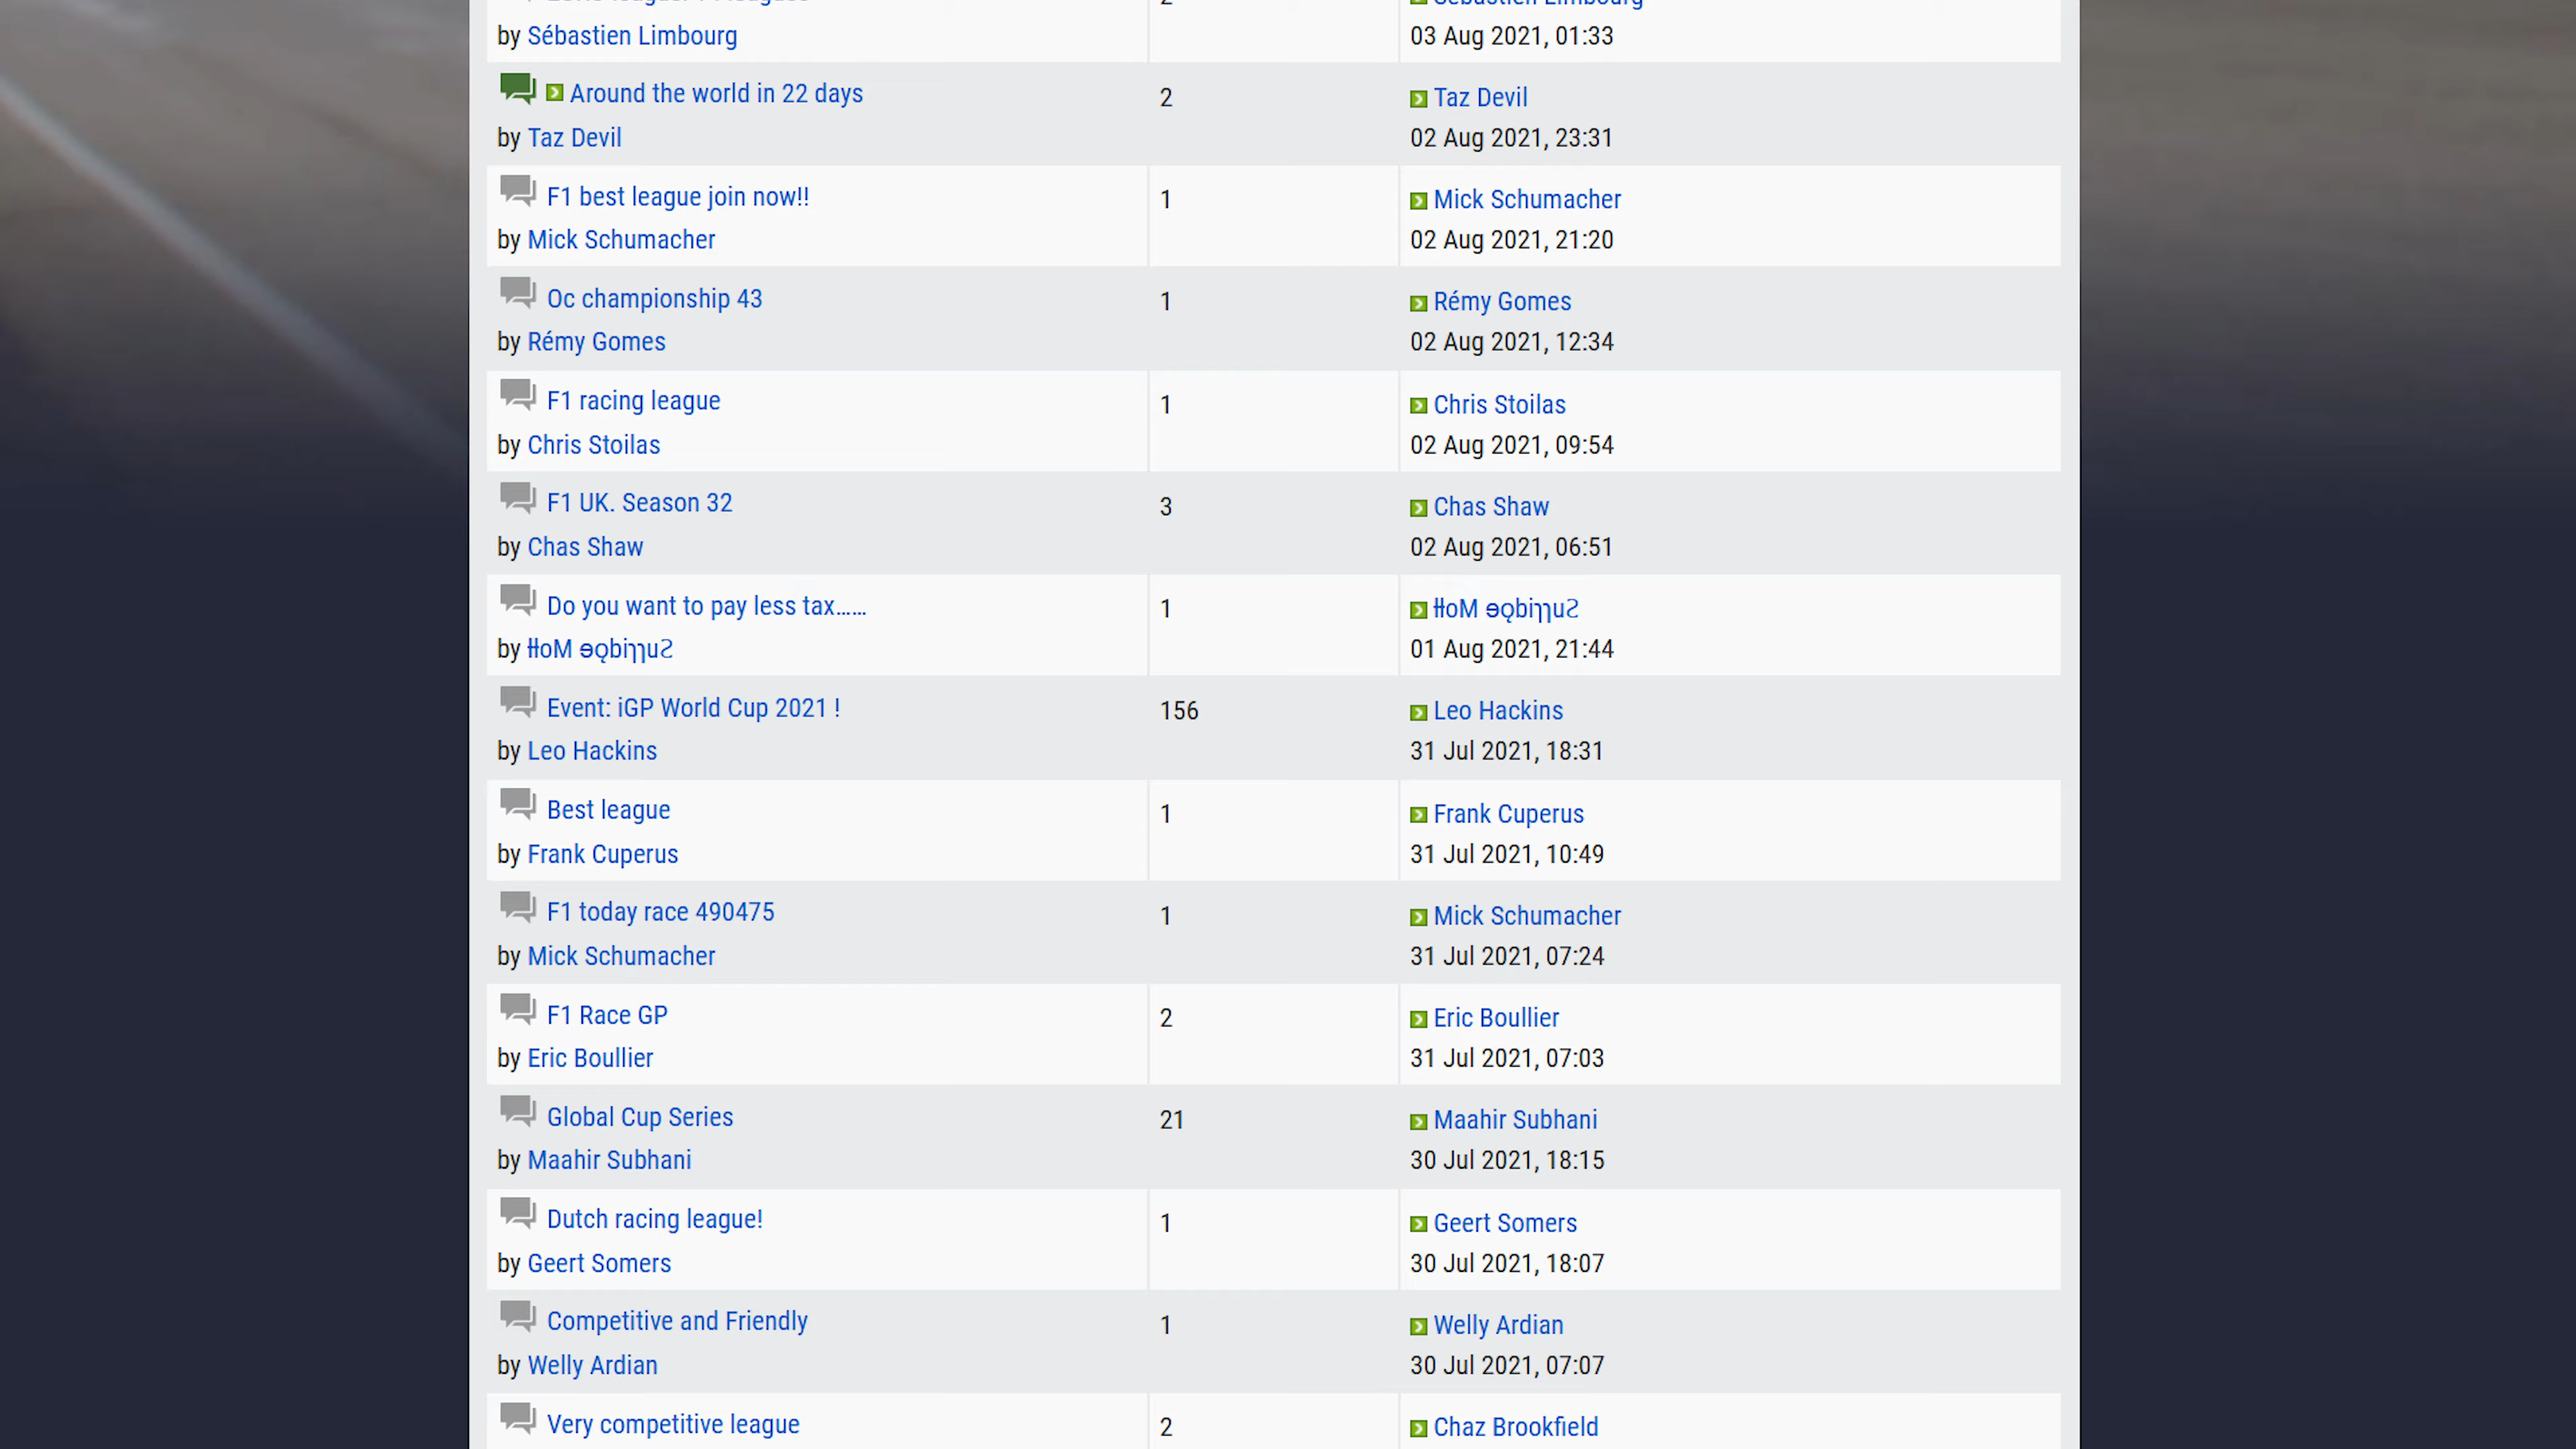 2
Sébastien Limbourg
by Sébastien Limbourg
03 Aug 2021, 01:33
Around the world in 22 days
2
Taz Devil
by Taz Devil
02 Aug 2021, 23:31
F1 best league join now!!
1
Mick Schumacher
by Mick Schumacher
02 Aug 2021, 21:20
Oc championship 43
1
Rémy Gomes
by Rémy Gomes
02 Aug 2021, 12:34
F1 racing league
1
Chris Stoilas
by Chris Stoilas
02 Aug 2021, 09:54
F1 UK. Season 32
3
Chas Shaw
by Chas Shaw
02 Aug 2021, 06:51
Do you want to pay less tax……
1
by
01 Aug 2021, 21:44
Event: iGP World Cup 2021 !
156
Leo Hackins
by Leo Hackins
31 Jul 2021, 18:31
Best league
1
Frank Cuperus
by Frank Cuperus
31 Jul 2021, 10:49
F1 today race 490475
1
Mick Schumacher
by Mick Schumacher
31 Jul 2021, 07:24
F1 Race GP
2
Eric Boullier
by Eric Boullier
31 Jul 2021, 07:03
Global Cup Series
21
Maahir Subhani
by Maahir Subhani
30 Jul 2021, 18:15
Dutch racing league!
1
Geert Somers
by Geert Somers
30 Jul 2021, 18:07
Competitive and Friendly
1
Welly Ardian
by Welly Ardian
30 Jul 2021, 07:07
Very competitive league
2
Chaz Brookfield